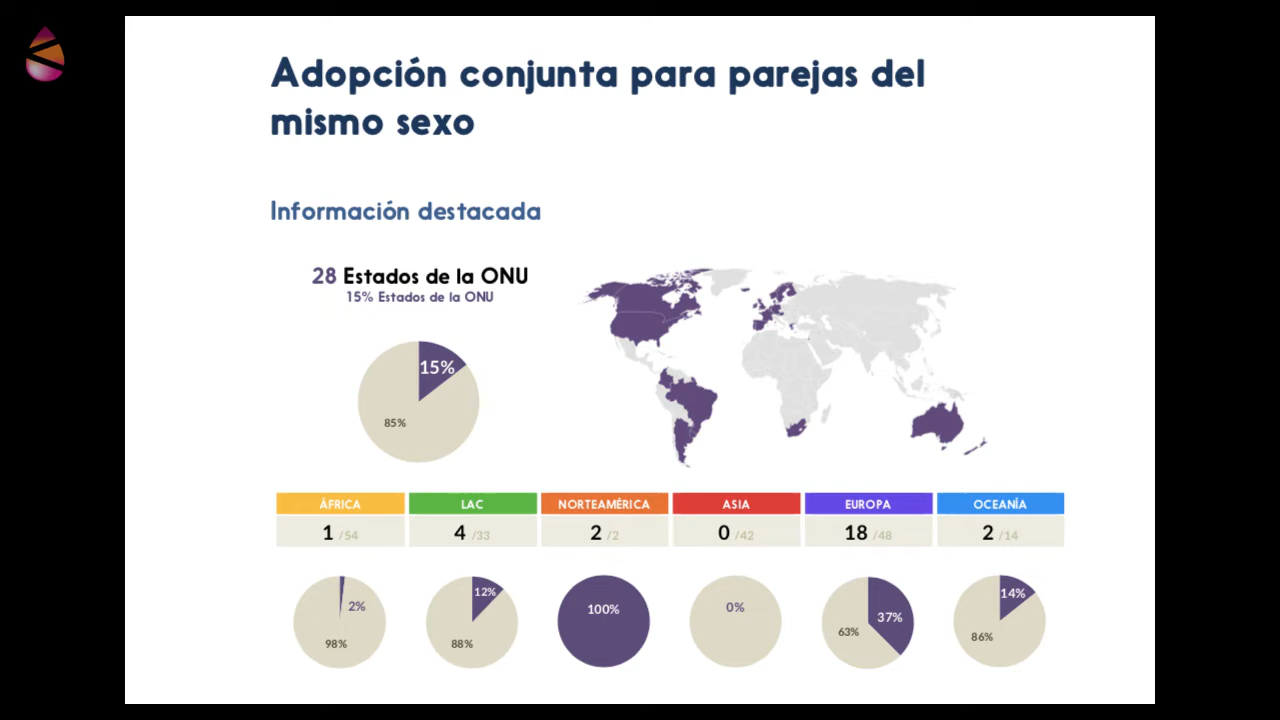 Adopción conjunta para parejas del
mismo sexo
Información destacada
28 Estados de la ONU
15% Estados de la ONU
15%
85%
ÁFRICA
1 /54
2%
98%
LAC
4 /33
12%
88%
NORTEAMÉRICA
2 /2
100%
ASIA
0 /42
0%
EUROPA
18 /48
37%
63%
OCEANÍA
2 /14
14%
86%